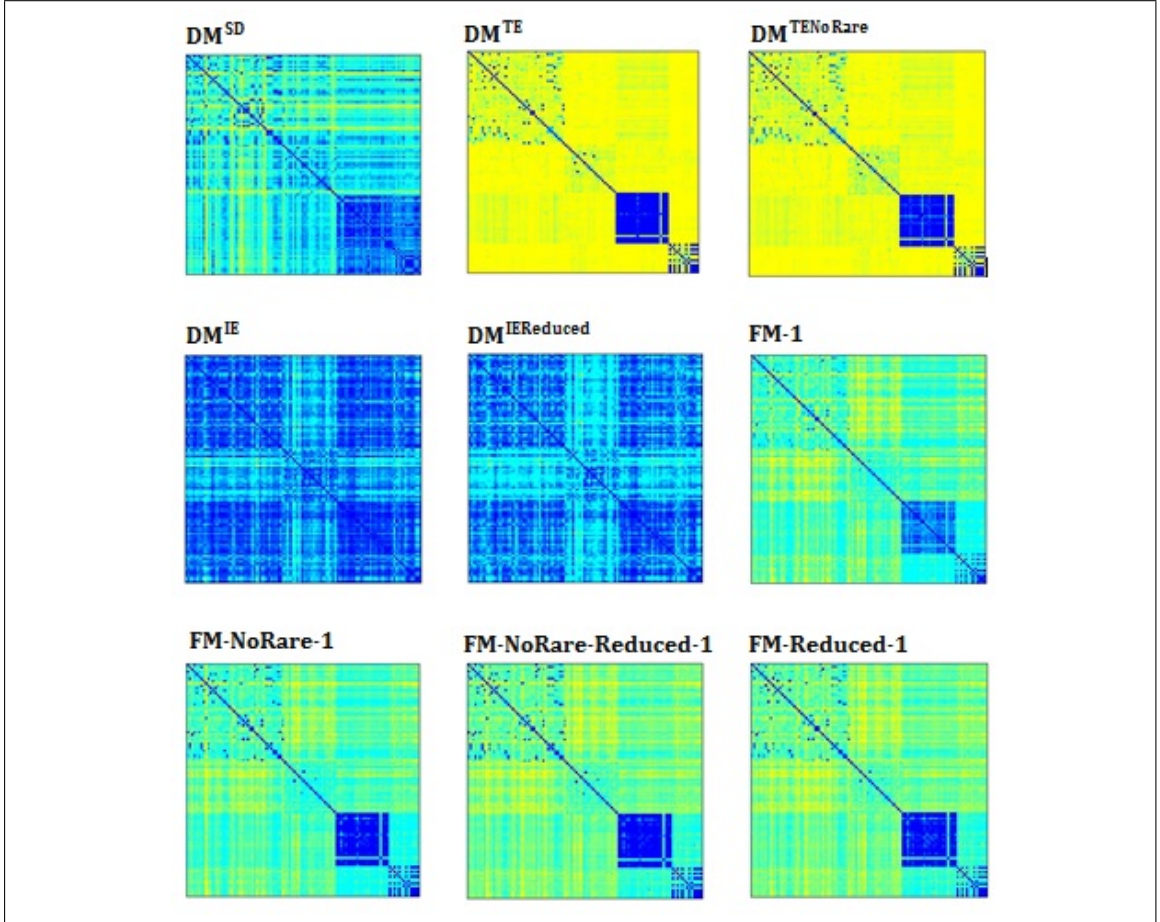 DM^SD
DM^TE
DM^TENoRare
DM^IE
DM^IEReduced
FM-1
FM-NoRare-1
FM-NoRare-Reduced-1
FM-Reduced-1